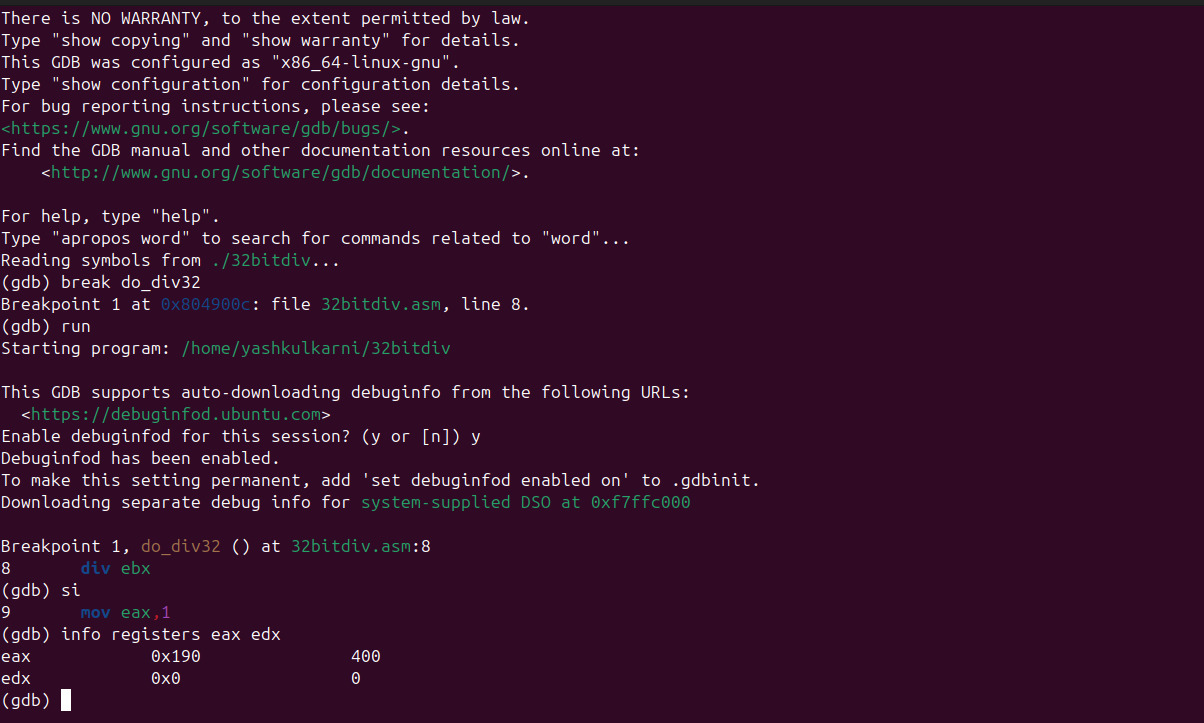 There is NO WARRANTY, to the extent permitted by law.
Type "show copying" and "show warranty" for details.
This GDB was configured as "x86_64-linux-gnu".
Type "show configuration" for configuration details.
For bug reporting instructions, please see:
<https://www.gnu.org/software/gdb/bugs/>.
Find the GDB manual and other documentation resources online at:
    <http://www.gnu.org/software/gdb/documentation/>.

For help, type "help".
Type "apropos word" to search for commands related to "word"...
Reading symbols from ./32bitdiv...
(gdb) break do_div32
Breakpoint 1 at 0x804900c: file 32bitdiv.asm, line 8.
(gdb) run
Starting program: /home/yashkulkarni/32bitdiv

This GDB supports auto-downloading debuginfo from the following URLs:
  <https://debuginfod.ubuntu.com>
Enable debuginfod for this session? (y or [n]) y
Debuginfod has been enabled.
To make this setting permanent, add 'set debuginfod enabled on' to .gdbinit.
Downloading separate debug info for system-supplied DSO at 0xf7ffc000

Breakpoint 1, do_div32 () at 32bitdiv.asm:8
8       div ebx
(gdb) si
9       mov eax,1
(gdb) info registers eax edx
eax            0x190               400
edx            0x0                 0
(gdb)